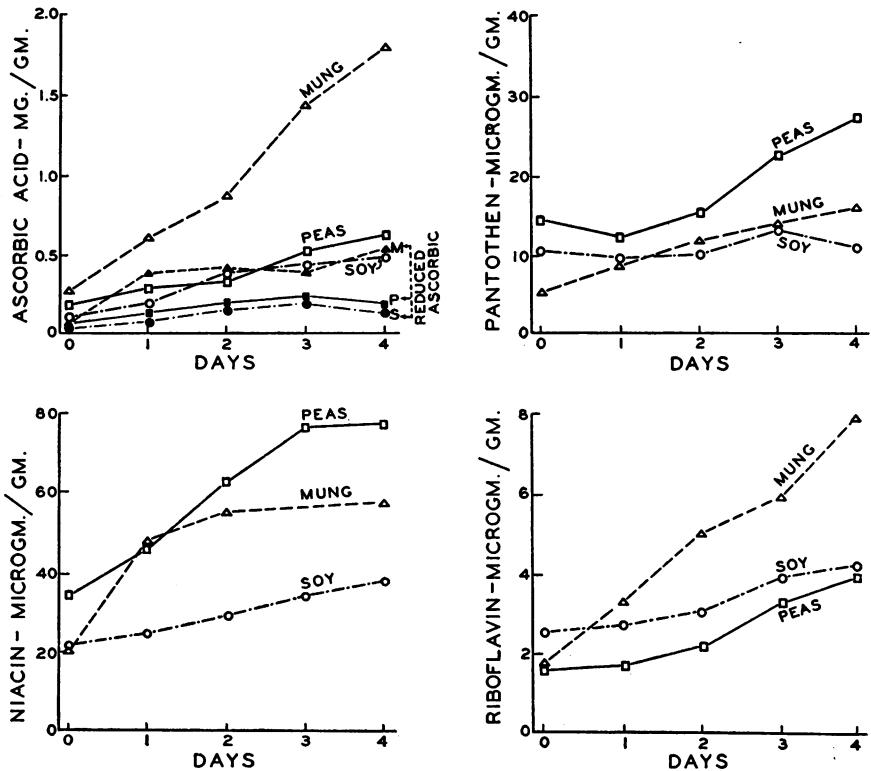 ASCORBIC ACID-MG./GM.
2.0
1.5
1.0
0.5
0
MUNG
PEAS
SOY
M
P
S
REDUCED
ASCORBIC
0 1 2 3 4
DAYS
PANTOTHEN-MICROGM./GM.
40
30
20
10
0
PEAS
MUNG
SOY
0 1 2 3 4
DAYS
NIACIN-MICROGM./GM.
80
60
40
20
0
PEAS
MUNG
SOY
0 1 2 3 4
DAYS
RIBOFLAVIN-MICROGM./GM.
8
6
4
2
0
MUNG
SOY
PEAS
0 1 2 3 4
DAYS